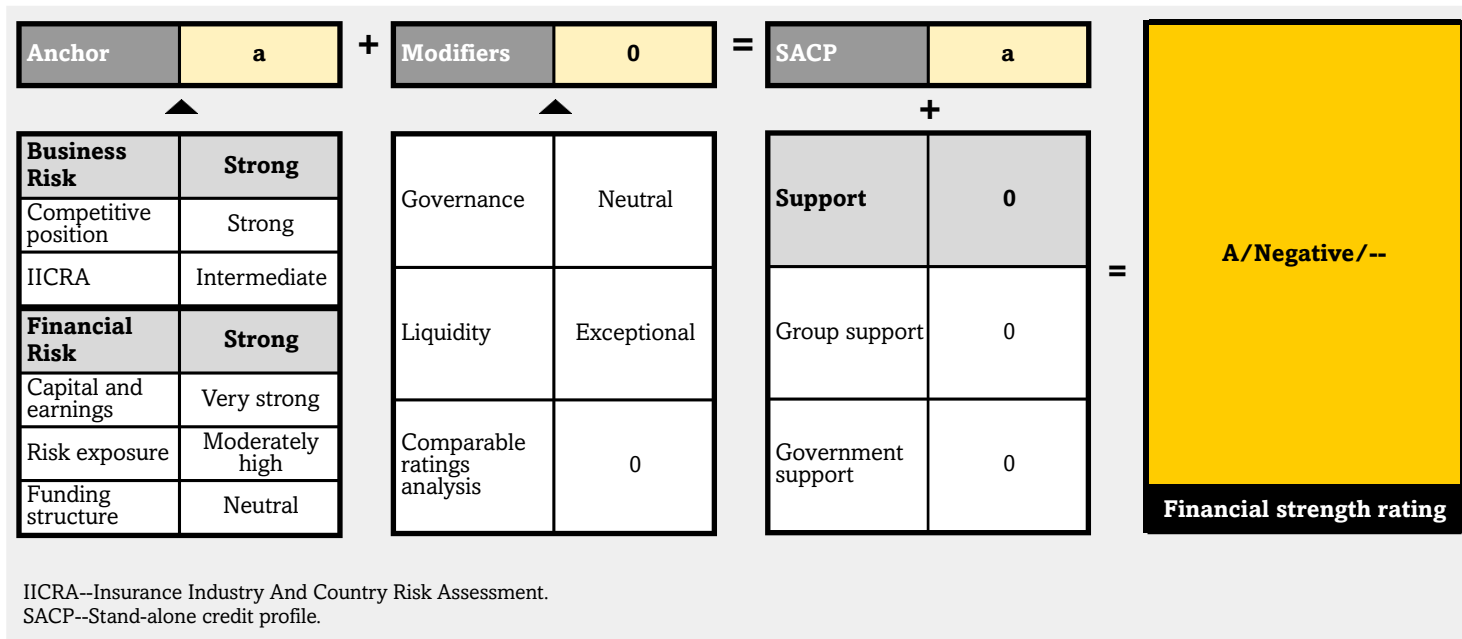 Anchor a + Modifiers 0 = SACP a
+
Business
Risk
Strong
Competitive
position
Strong
IICRA
Intermediate
Financial
Risk
Strong
Capital and
earnings
Very strong
Risk exposure
Moderately
high
Funding
structure
Neutral
Governance
Neutral
Liquidity
Exceptional
Comparable
ratings
analysis
0
Support
0
Group support
0
Government
support
0
=
A/Negative/--
Financial strength rating
IICRA--Insurance Industry And Country Risk Assessment.
SACP--Stand-alone credit profile.